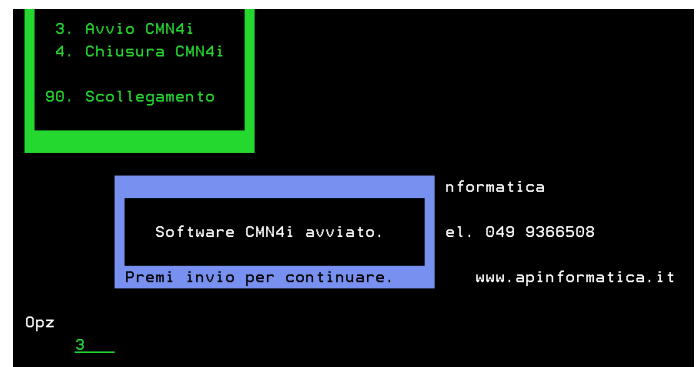 3. Avvio CMN4i
4. Chiusura CMN4i
90. Scollegamento
nformatica
Software CMN4i avviato.
el. 049 9366508
Premi invio per continuare.
www.apinformatica.it
Opz
3